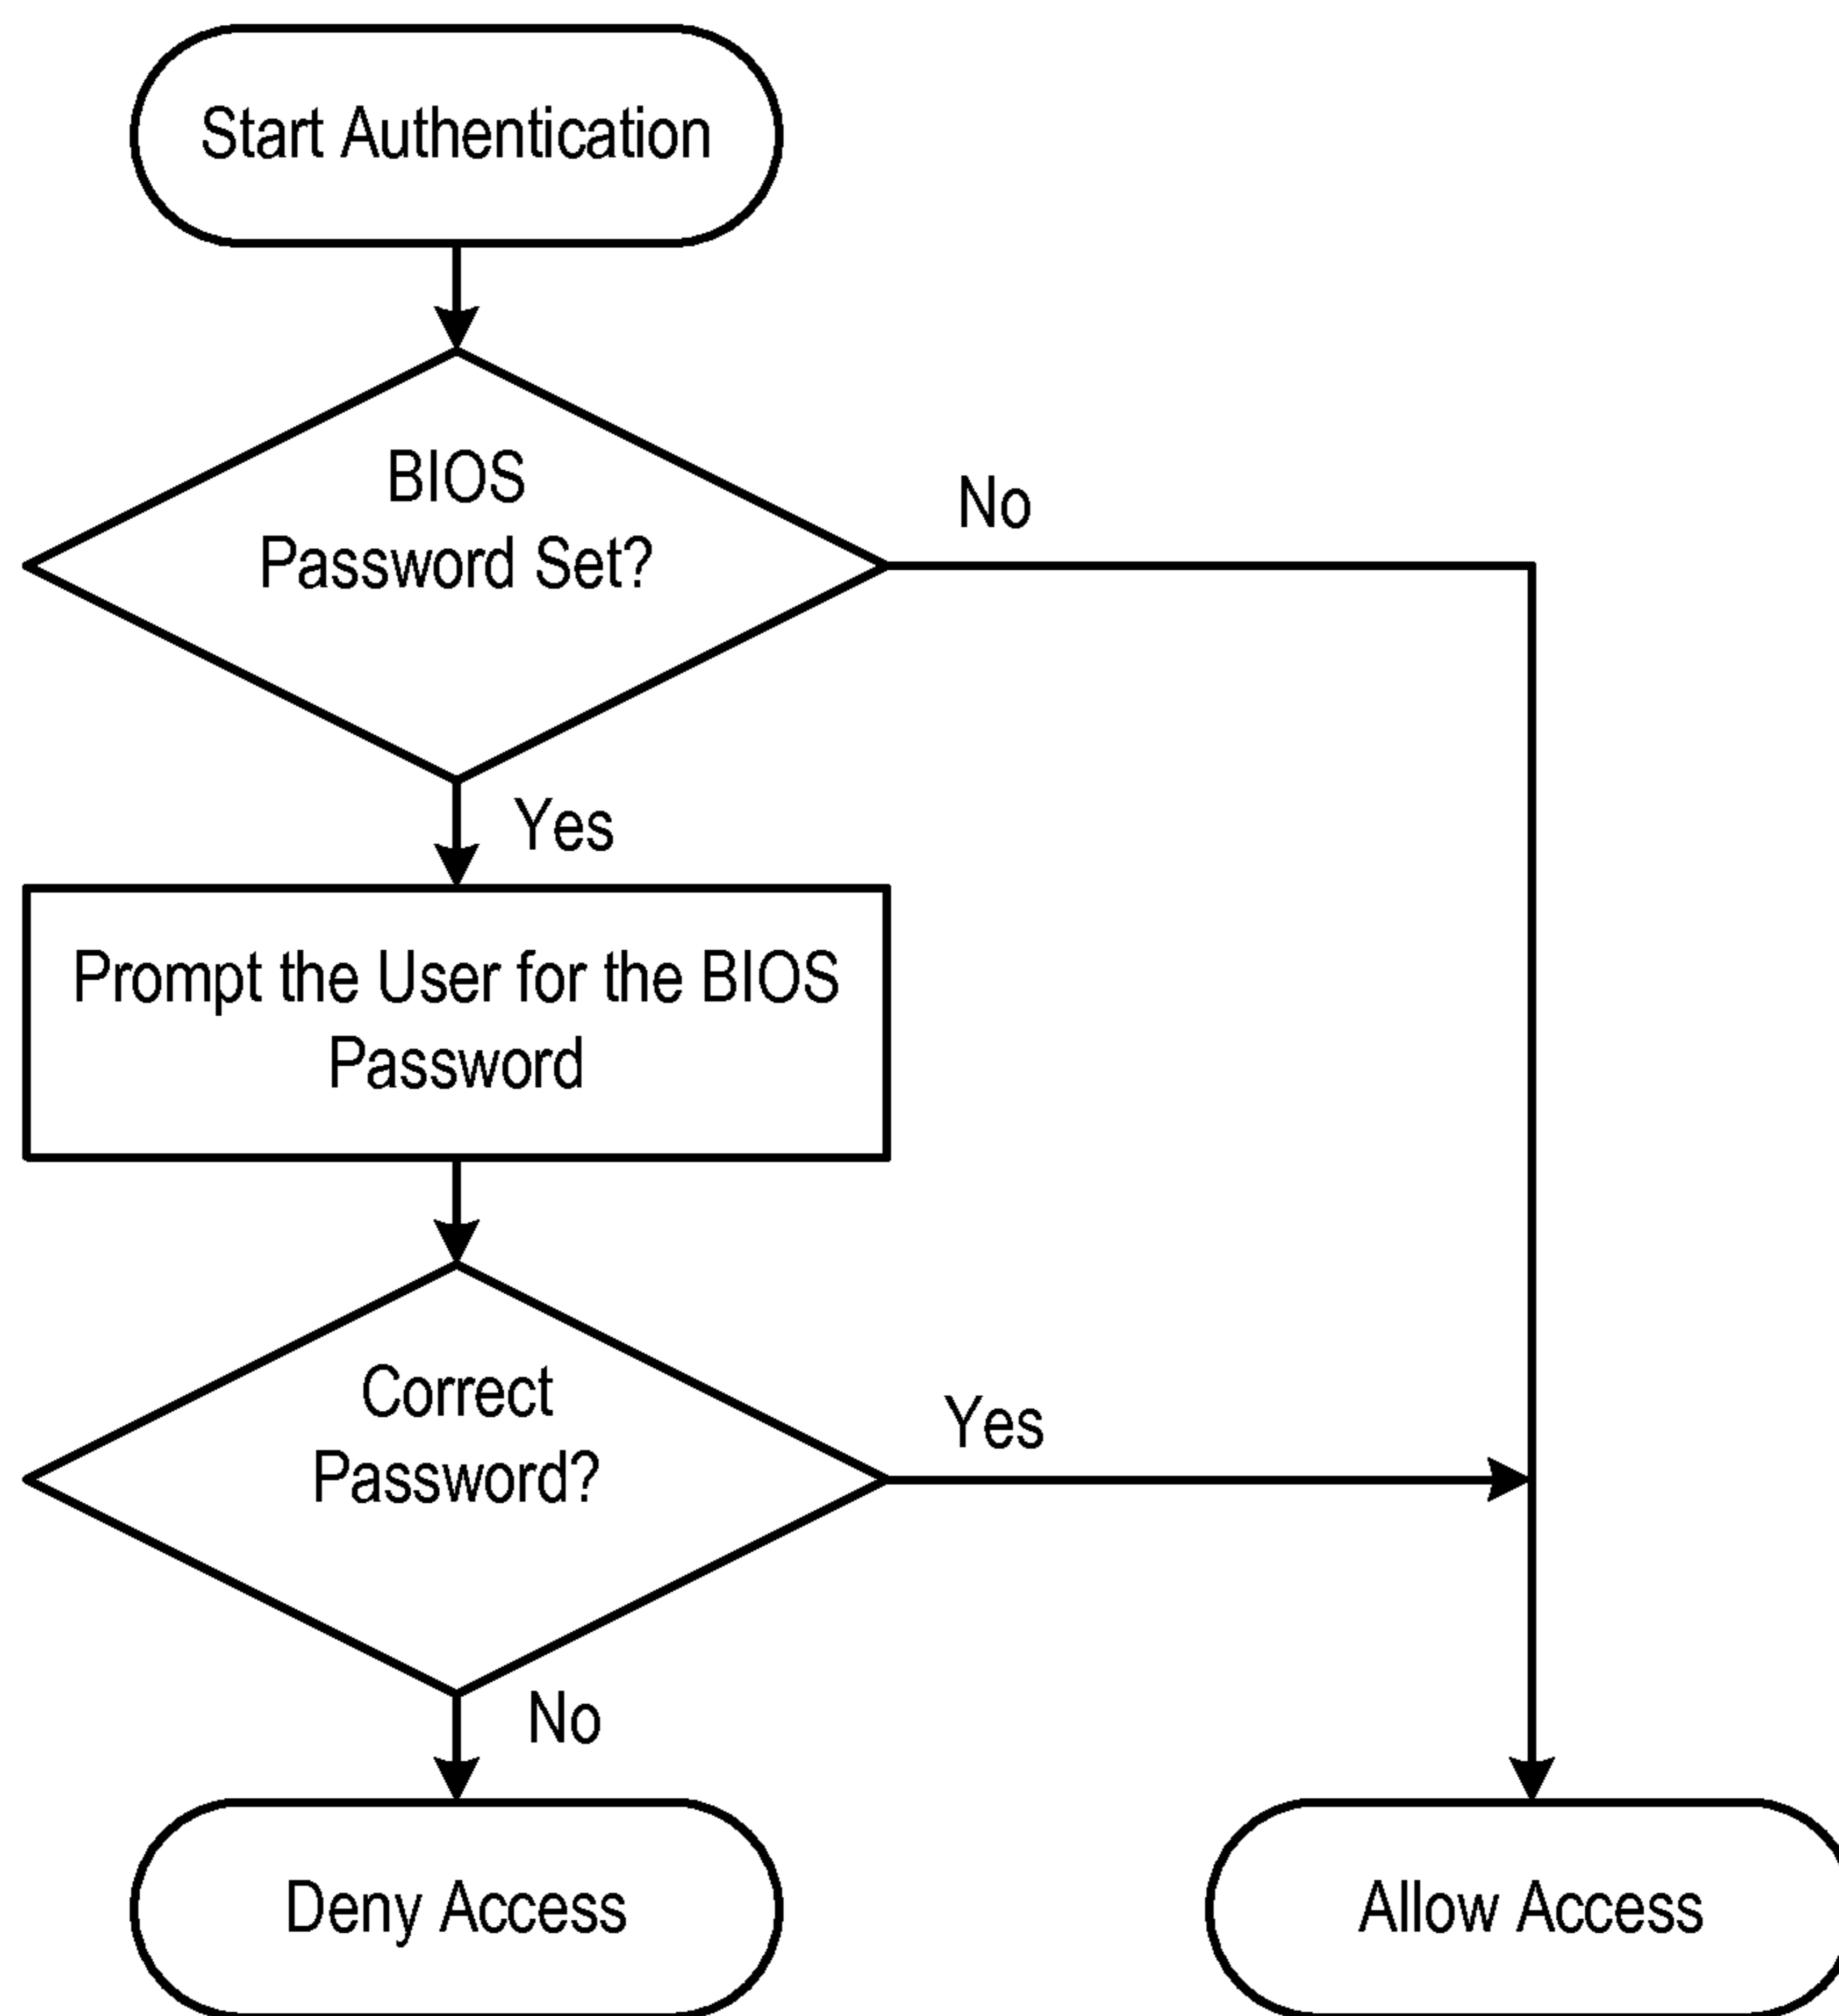 Start Authentication
BIOS
Password Set?
No
Yes
Prompt the User for the BIOS
Password
Correct
Password?
Yes
No
Deny Access
Allow Access